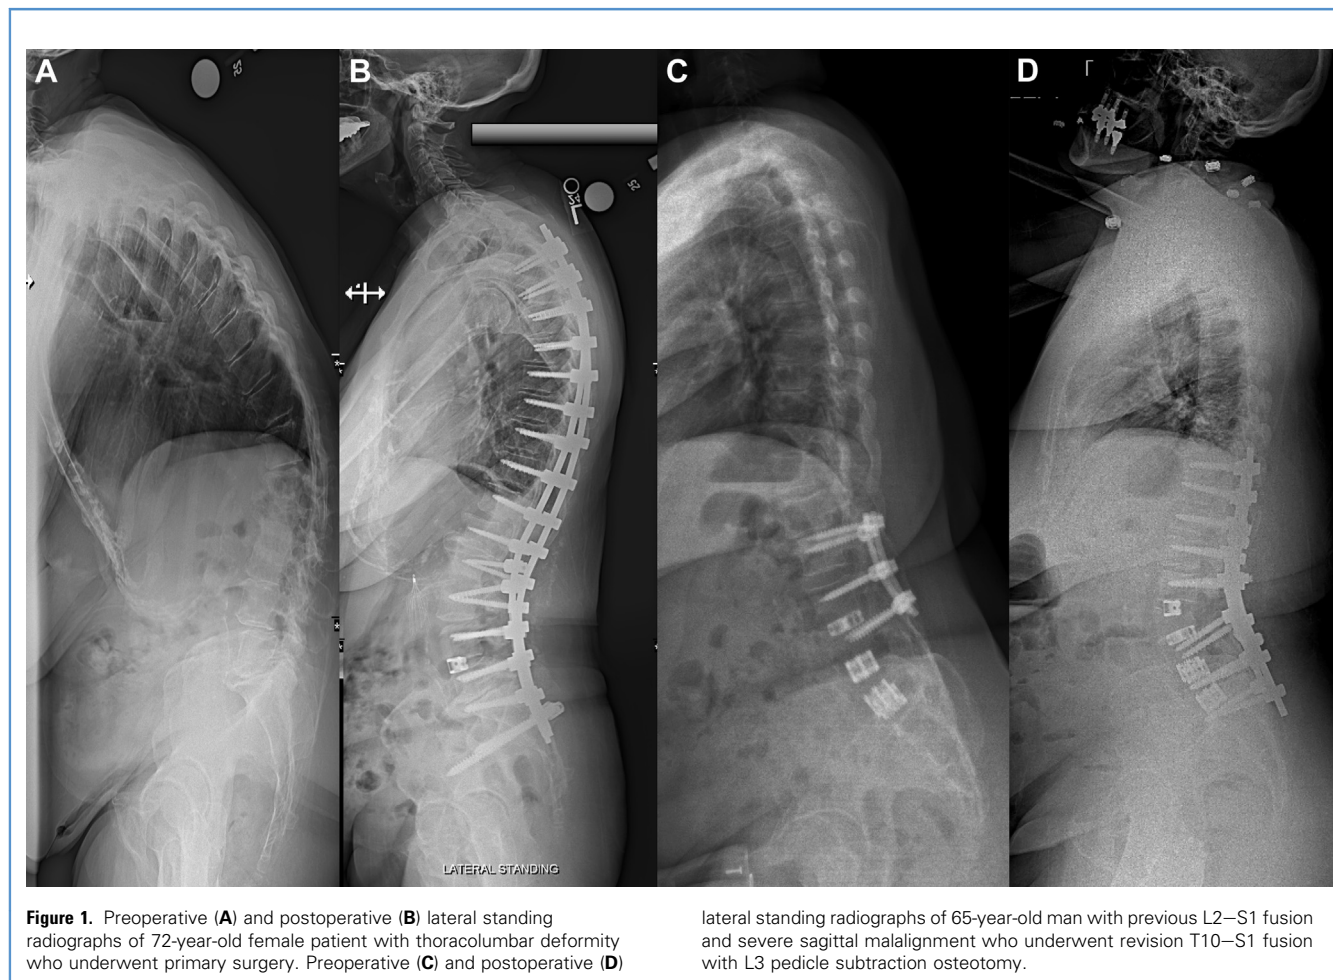 A
B
C
D
LATERAL STANDING
Figure 1. Preoperative (A) and postoperative (B) lateral standing
radiographs of 72-year-old female patient with thoracolumbar deformity
who underwent primary surgery. Preoperative (C) and postoperative (D)
lateral standing radiographs of 65-year-old man with previous L2–S1 fusion
and severe sagittal malalignment who underwent revision T10–S1 fusion
with L3 pedicle subtraction osteotomy.